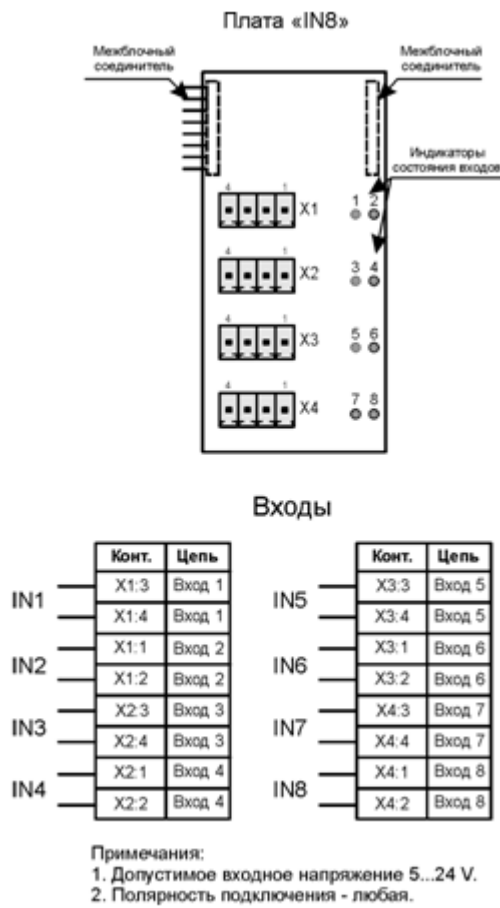 Плата «IN8»
Межблочный соединитель
Межблочный соединитель
Индикаторы состояния входов
4 1
X1
1 2
4 1
X2
3 4
4 1
X3
5 6
4 1
X4
7 8
Входы
Конт. Цепь
IN1
X1:3 Вход 1
X1:4 Вход 1
IN2
X1:1 Вход 2
X1:2 Вход 2
IN3
X2:3 Вход 3
X2:4 Вход 3
IN4
X2:1 Вход 4
X2:2 Вход 4
Конт. Цепь
IN5
X3:3 Вход 5
X3:4 Вход 5
IN6
X3:1 Вход 6
X3:2 Вход 6
IN7
X4:3 Вход 7
X4:4 Вход 7
IN8
X4:1 Вход 8
X4:2 Вход 8
Примечания:
1. Допустимое входное напряжение 5...24 V.
2. Полярность подключения - любая.